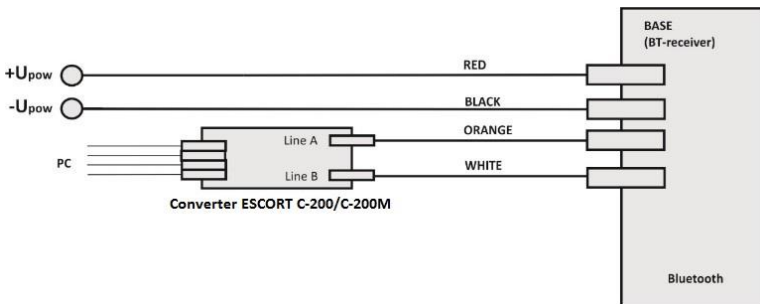 BASE
(BT-receiver)
+Upow
RED
-Upow
BLACK
ORANGE
Line A
PC
WHITE
Line B
Converter ESCORT C-200/C-200M
Bluetooth